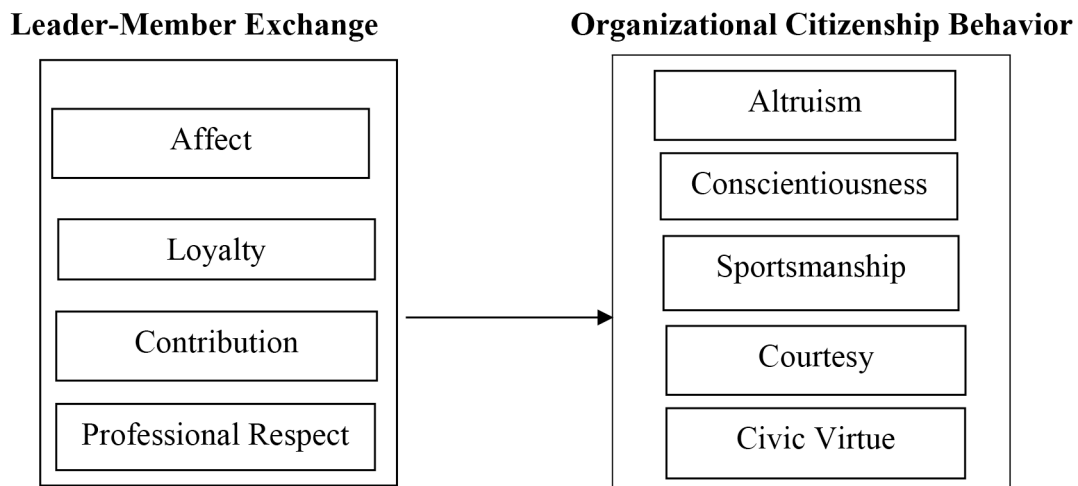 Leader-Member Exchange
Affect
Loyalty
Contribution
Professional Respect
Organizational Citizenship Behavior
Altruism
Conscientiousness
Sportsmanship
Courtesy
Civic Virtue